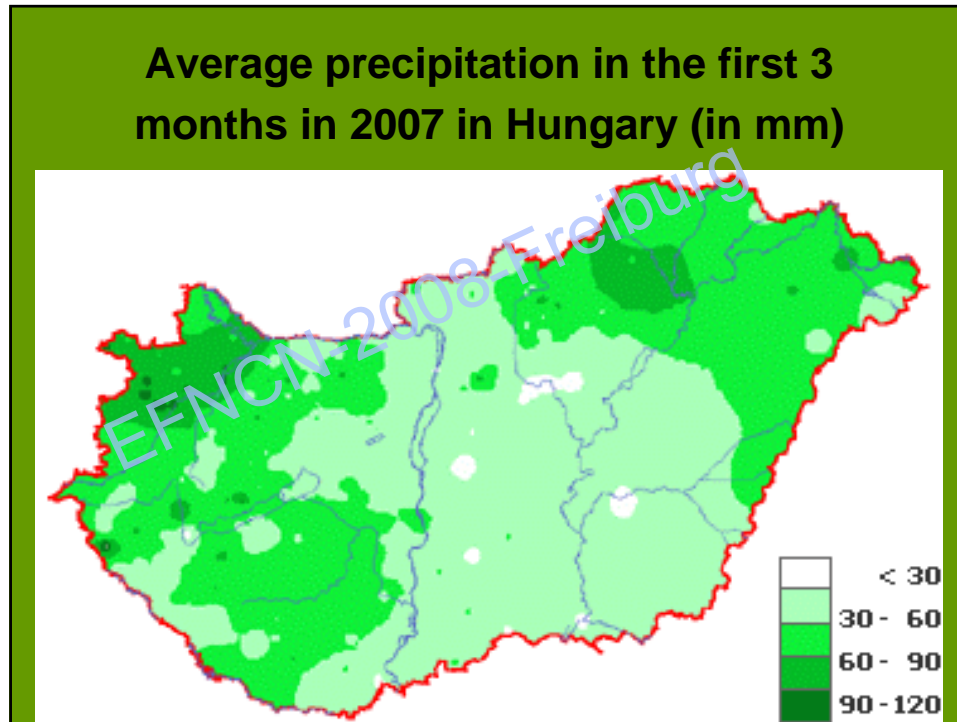 Average precipitation in the first 3
months in 2007 in Hungary (in mm)
EFNCN-2008-Freiburg
< 30
30 - 60
60 - 90
90 - 120